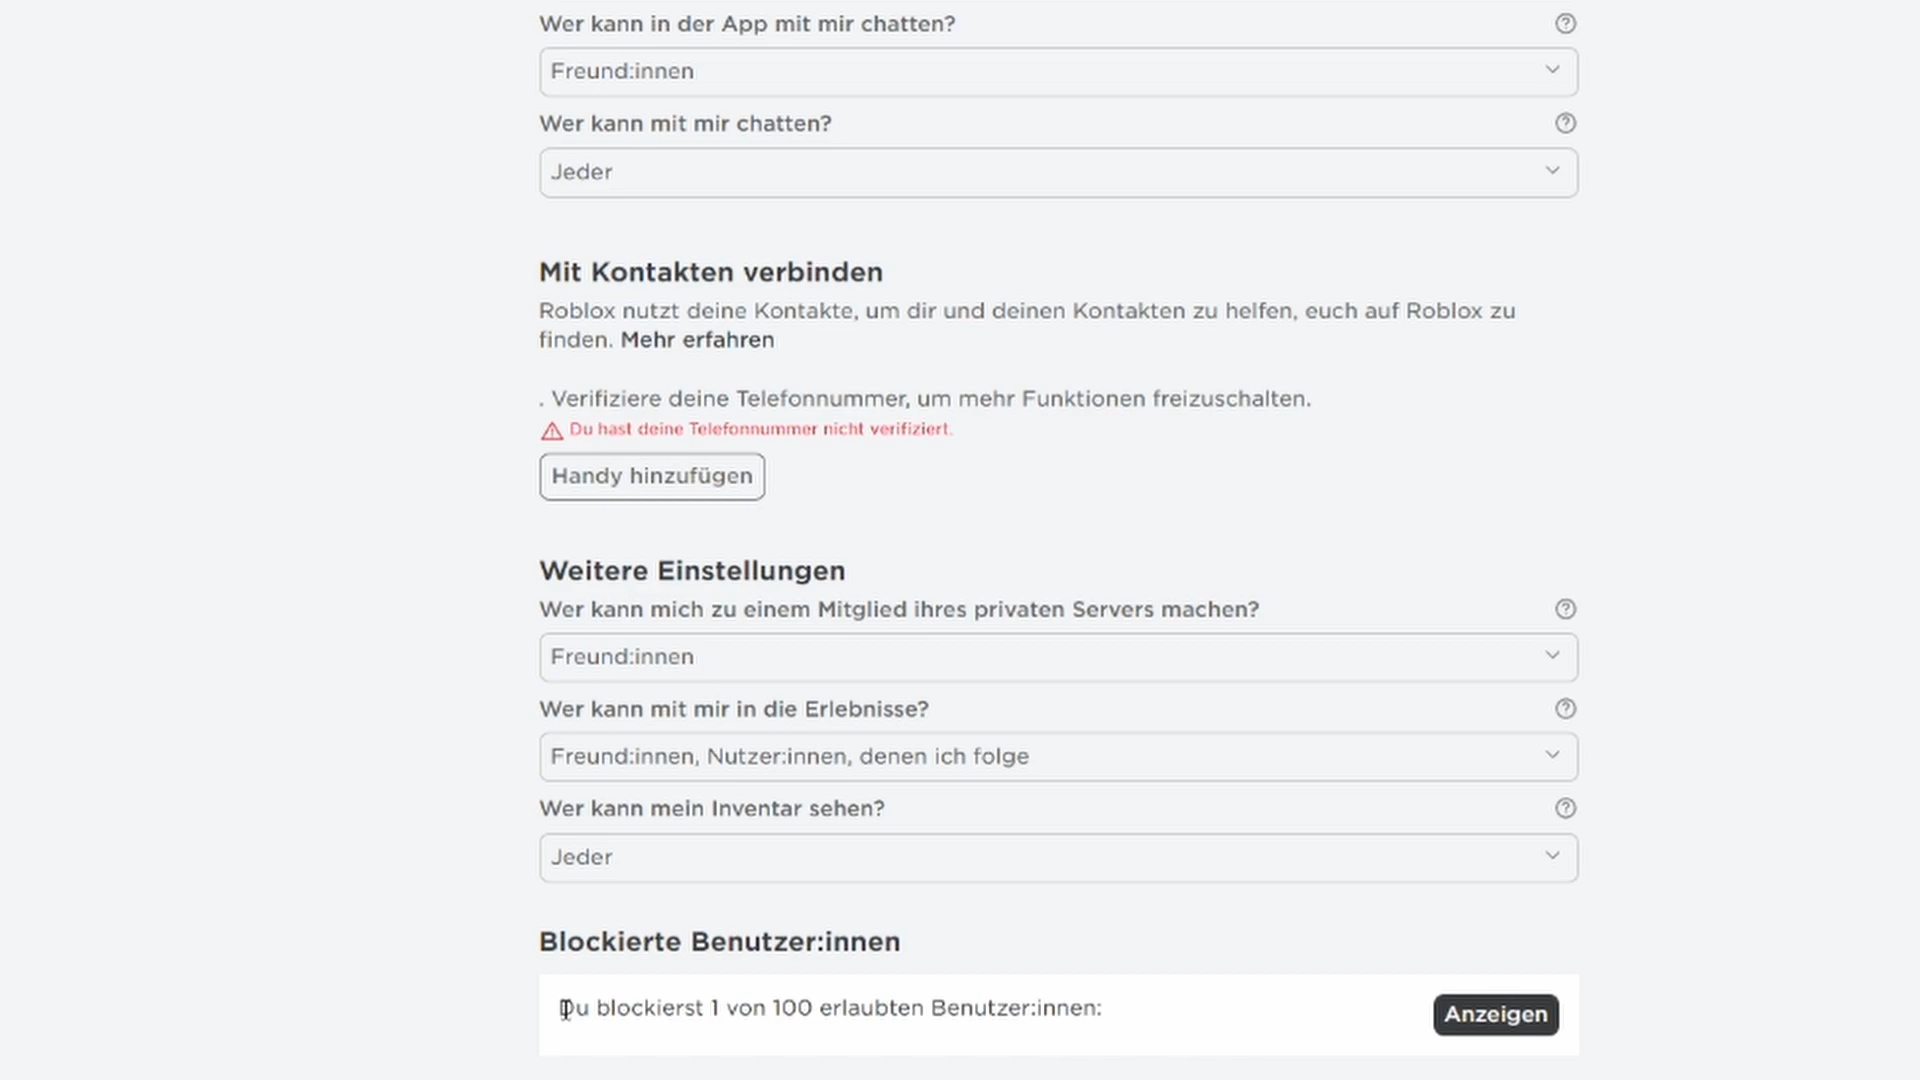 Wer kann in der App mit mir chatten?
Freund:innen
Wer kann mit mir chatten?
Jeder
Mit Kontakten verbinden
Roblox nutzt deine Kontakte, um dir und deinen Kontakten zu helfen, euch auf Roblox zu
finden. Mehr erfahren
. Verifiziere deine Telefonnummer, um mehr Funktionen freizuschalten.
Du hast deine Telefonnummer nicht verifiziert.
Handy hinzufügen
Weitere Einstellungen
Wer kann mich zu einem Mitglied ihres privaten Servers machen?
Freund:innen
Wer kann mit mir in die Erlebnisse?
Freund:innen, Nutzer:innen, denen ich folge
Wer kann mein Inventar sehen?
Jeder
Blockierte Benutzer:innen
Du blockierst 1 von 100 erlaubten Benutzer:innen:
Anzeigen